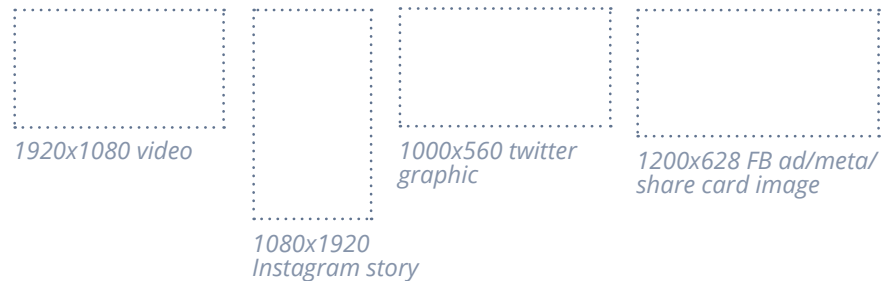 1920x1080 video
1080x1920
Instagram story
1000x560 twitter
graphic
1200x628 FB ad/meta/
share card image